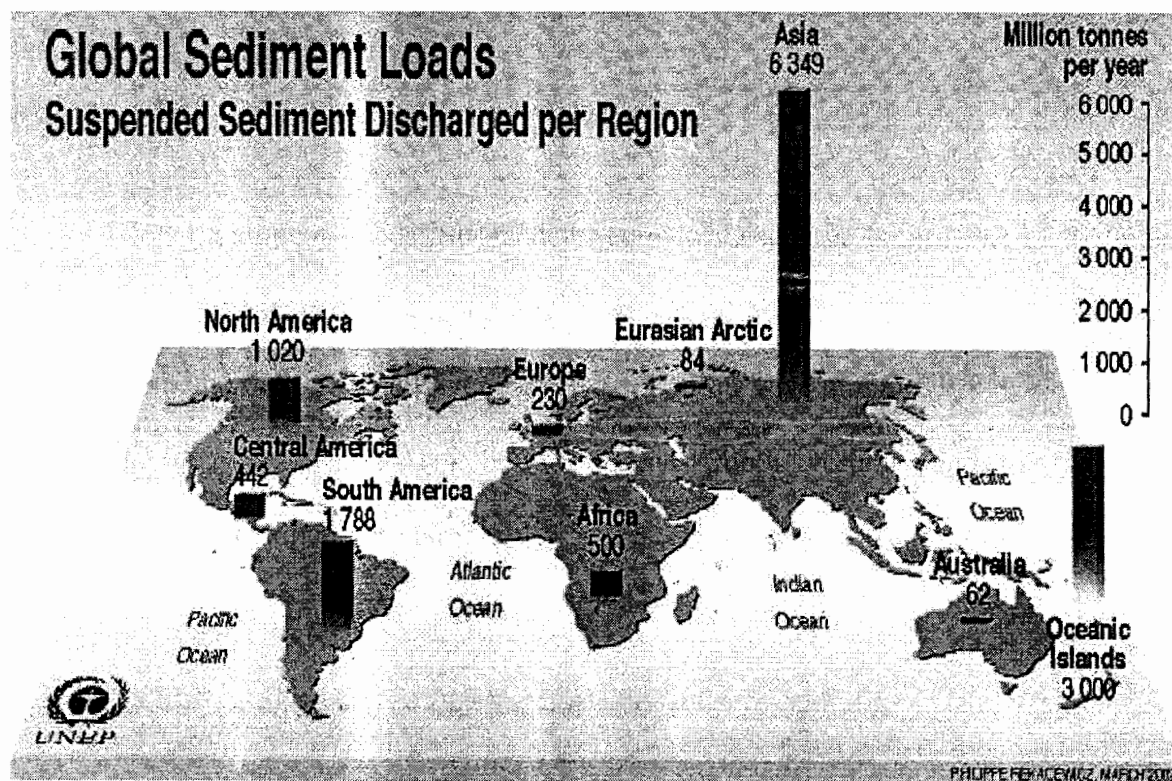 Global Sediment Loads
Suspended Sediment Discharged per Region
Asia
6 349
Million tonnes
per year
6 000
5 000
4 000
3 000
2 000
1 000
0
North America
1 020
Eurasian Arctic
84
Europe
230
Central America
442
South America
1 788
Africa
500
Pacific
Ocean
Atlantic
Ocean
Indian
Ocean
Australia
62
Pacific
Ocean
Oceanic
Islands
3 000
UNEP
PHILIPPE REKACEWICZ, MARCH